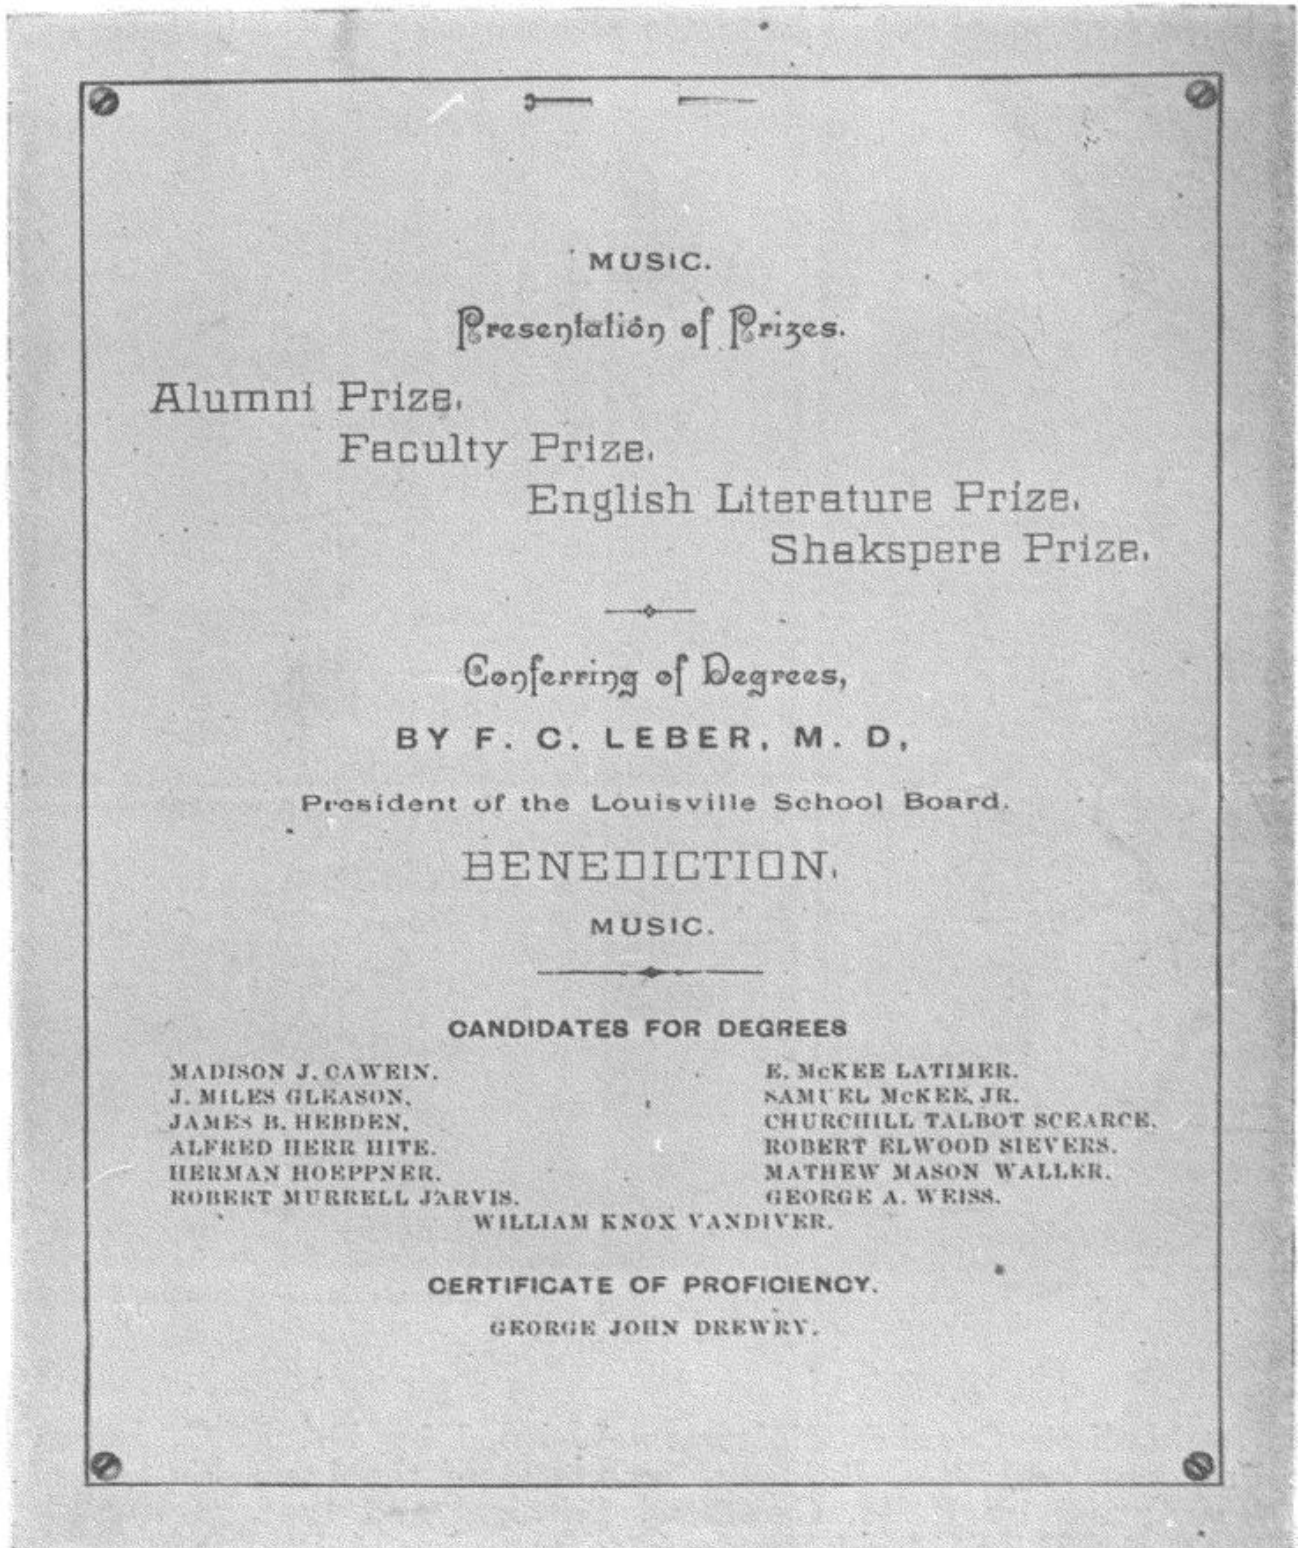 MUSIC.
Presentation of Prizes.
Alumni Prize.
Faculty Prize.
English Literature Prize.
Shakspere Prize.
Conferring of Degrees,
BY F. C. LEBER, M. D,
President of the Louisville School Board.
BENEDICTION.
MUSIC.
CANDIDATES FOR DEGREES
MADISON J. CAWEIN.
J. MILES GLEASON.
JAMES B. HEBDEN.
ALFRED HERR HITE.
HERMAN HOEPPNER.
ROBERT MURRELL JARVIS.
E. McKEE LATIMER.
SAMUEL McKEE, JR.
CHURCHILL TALBOT SCEARCE.
ROBERT ELWOOD SIEVERS.
MATHEW MASON WALLER.
GEORGE A. WEISS.
WILLIAM KNOX VANDIVER.
CERTIFICATE OF PROFICIENCY.
GEORGE JOHN DREWRY.